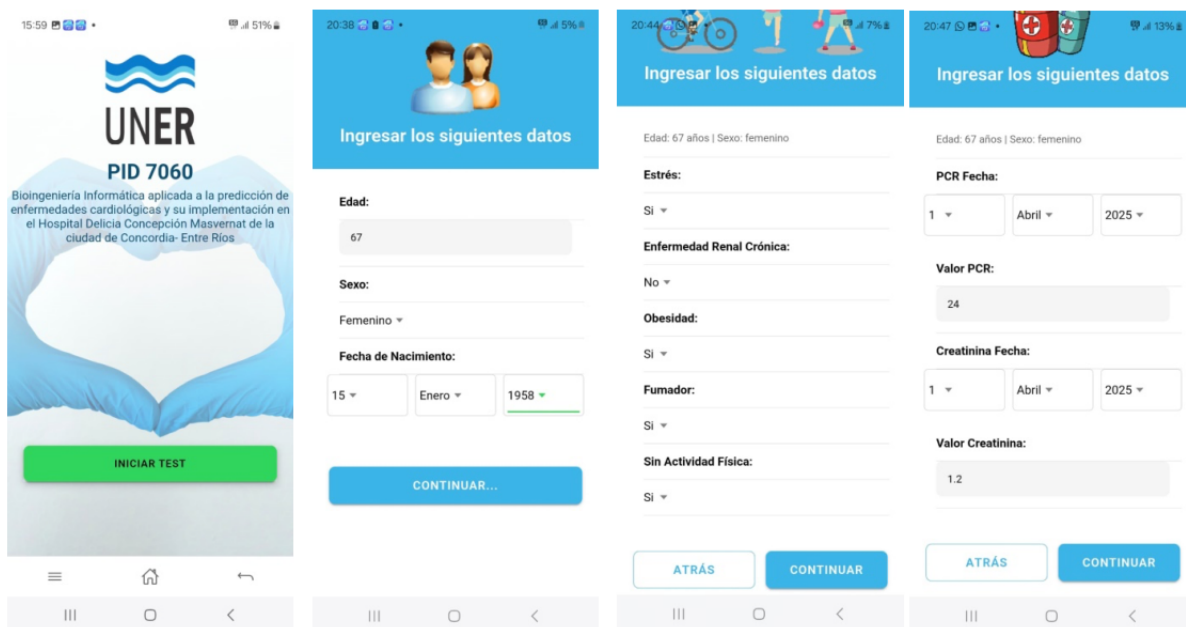 15:59
51%
UNER
PID 7060
Bioingeniería Informática aplicada a la predicción de
enfermedades cardiológicas y su implementación en
el Hospital Delicia Concepción Masvernat de la
ciudad de Concordia- Entre Ríos
INICIAR TEST
20:38
5%
Ingresar los siguientes datos
Edad:
67
Sexo:
Femenino
Fecha de Nacimiento:
15 Enero 1958
CONTINUAR...
20:44
7%
Ingresar los siguientes datos
Edad: 67 años | Sexo: femenino
Estrés:
Si
Enfermedad Renal Crónica:
No
Obesidad:
Si
Fumador:
Si
Sin Actividad Física:
Si
ATRÁS CONTINUAR
20:47
13%
Ingresar los siguientes datos
Edad: 67 años | Sexo: femenino
PCR Fecha:
1 Abril 2025
Valor PCR:
24
Creatinina Fecha:
1 Abril 2025
Valor Creatinina:
1.2
ATRÁS CONTINUAR